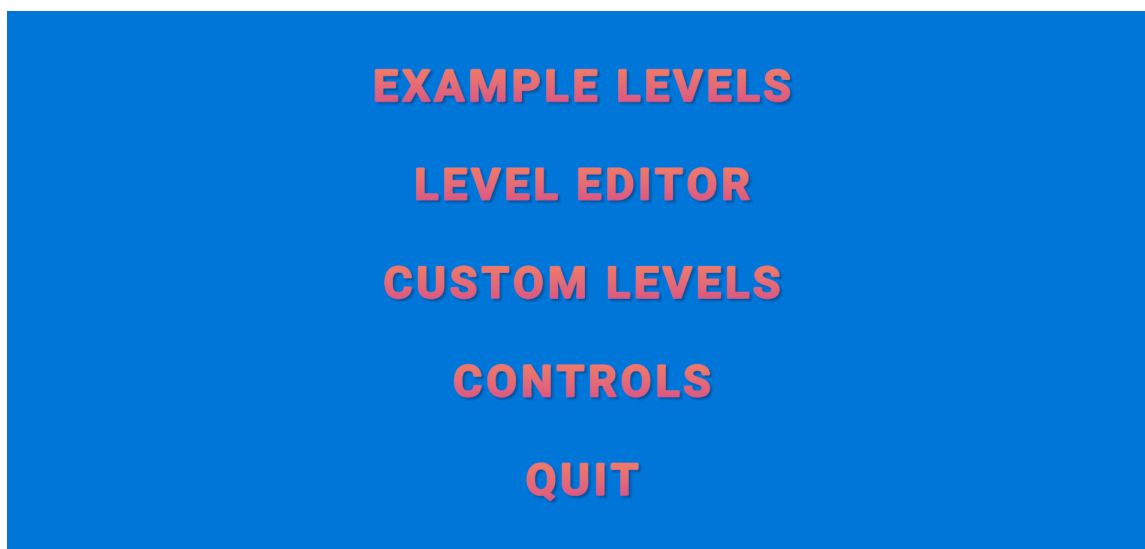 EXAMPLE LEVELS
LEVEL EDITOR
CUSTOM LEVELS
CONTROLS
QUIT